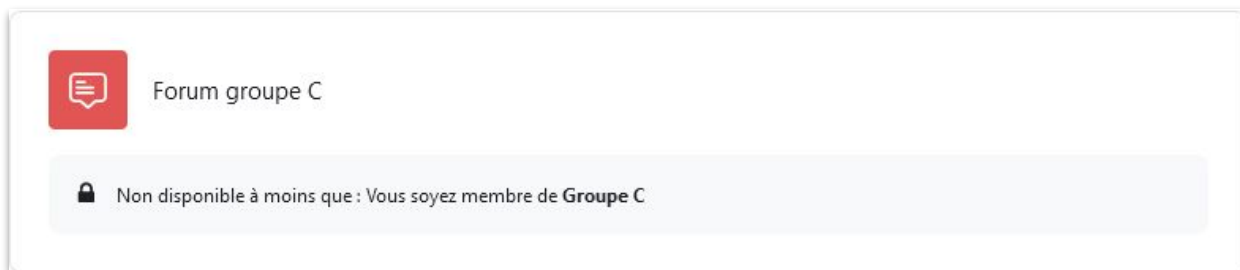 Forum groupe C
Non disponible à moins que : Vous soyez membre de Groupe C